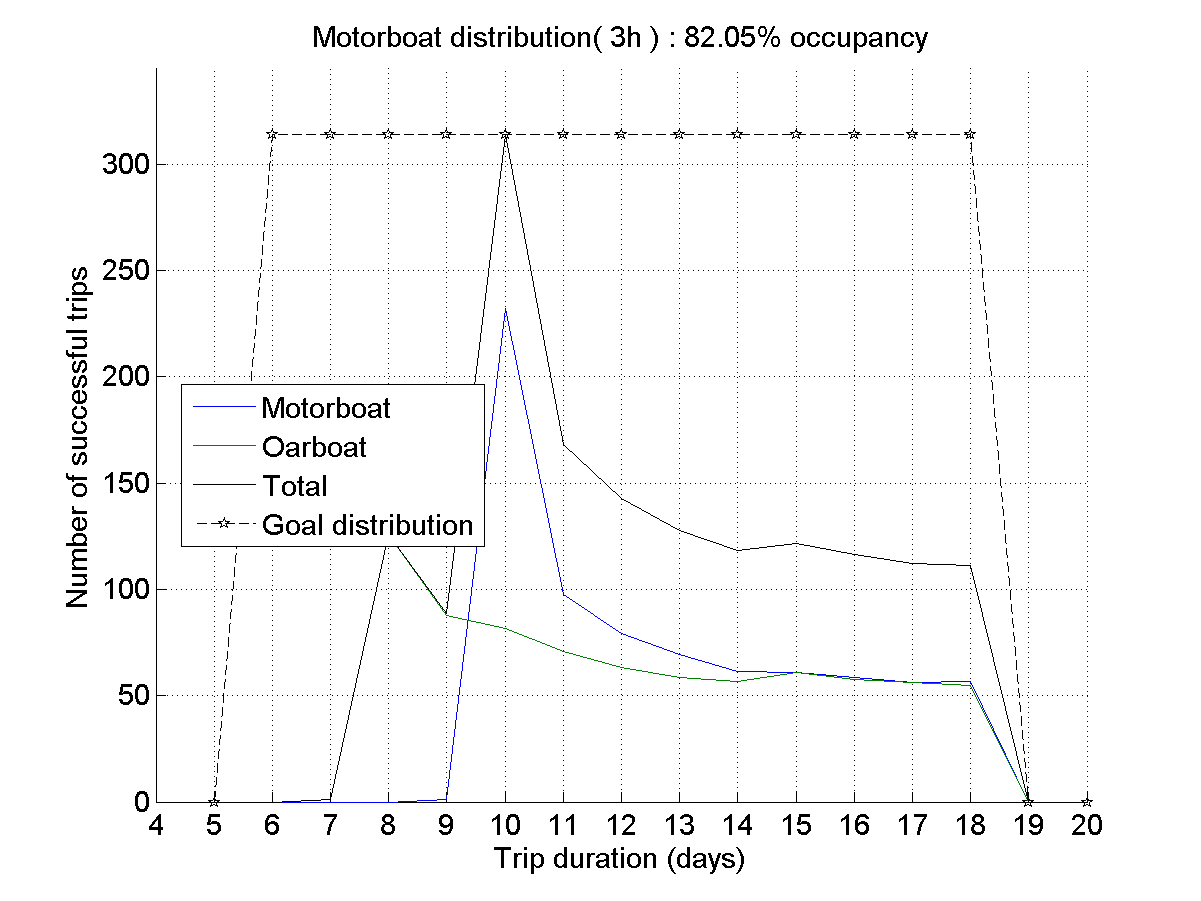 Motorboat distribution( 3h ) : 82.05% occupancy
Number of successful trips
300
250
200
150
100
50
0
Motorboat
Oarboat
Total
Goal distribution
4 5 6 7 8 9 10 11 12 13 14 15 16 17 18 19 20
Trip duration (days)